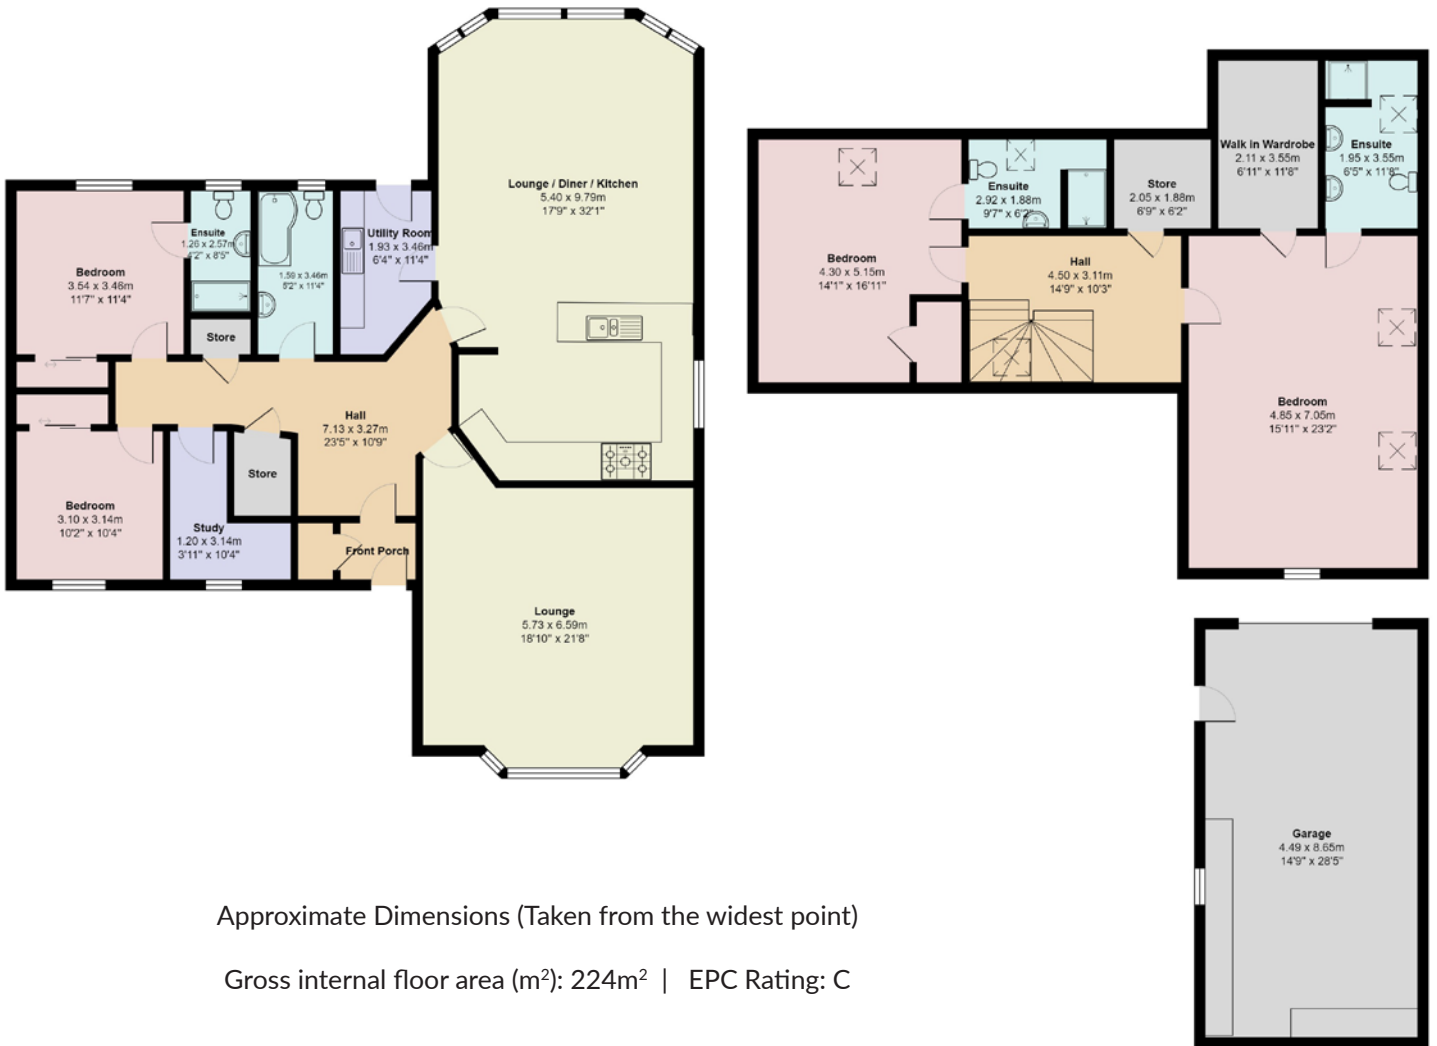 Lounge / Diner / Kitchen
5.40 x 9.79m
17'9" x 32'1"
Bedroom
3.54 x 3.46m
11'7" x 11'4"
Ensuite
1.26 x 2.57m
4'2" x 8'5"
1.59 x 3.46m
5'2" x 11'4"
Utility Room
1.93 x 3.46m
6'4" x 11'4"
Store
Hall
7.13 x 3.27m
23'5" x 10'9"
Store
Bedroom
3.10 x 3.14m
10'2" x 10'4"
Study
1.20 x 3.14m
3'11" x 10'4"
Front Porch
Lounge
5.73 x 6.59m
18'10" x 21'8"
Bedroom
4.30 x 5.15m
14'1" x 16'11"
Ensuite
2.92 x 1.88m
9'7" x 6'2"
Store
2.05 x 1.88m
6'9" x 6'2"
Walk in Wardrobe
2.11 x 3.55m
6'11" x 11'8"
Ensuite
1.95 x 3.55m
6'5" x 11'8"
Hall
4.50 x 3.11m
14'9" x 10'3"
Bedroom
4.85 x 7.05m
15'11" x 23'2"
Garage
4.49 x 8.65m
14'9" x 28'5"
Approximate Dimensions (Taken from the widest point)
Gross internal floor area (m²): 224m² | EPC Rating: C